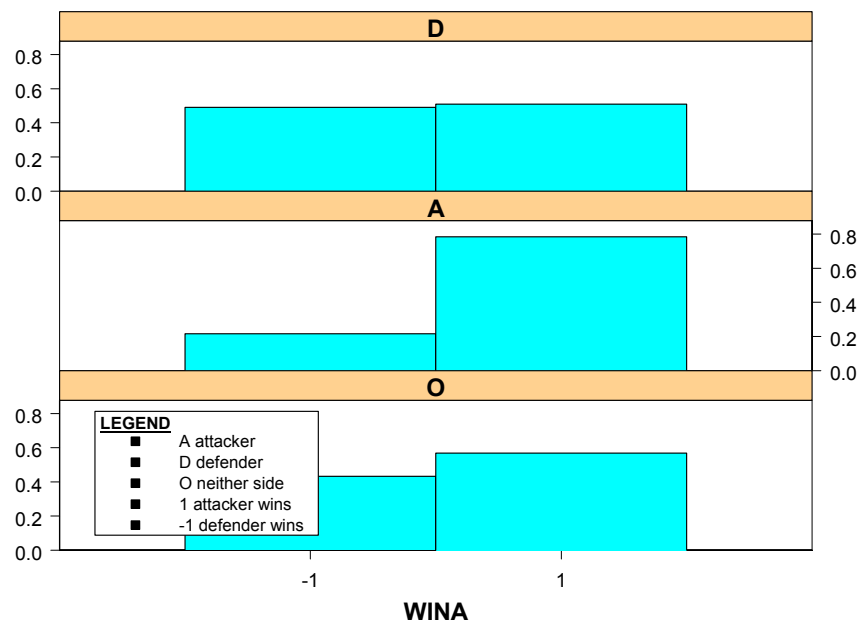 D
0.8
0.6
0.4
0.2
0.0
A
0.8
0.6
0.4
0.2
0.0
O
0.8
0.6
0.4
0.2
0.0
LEGEND
A attacker
D defender
O neither side
1 attacker wins
-1 defender wins
-1 1
WINA